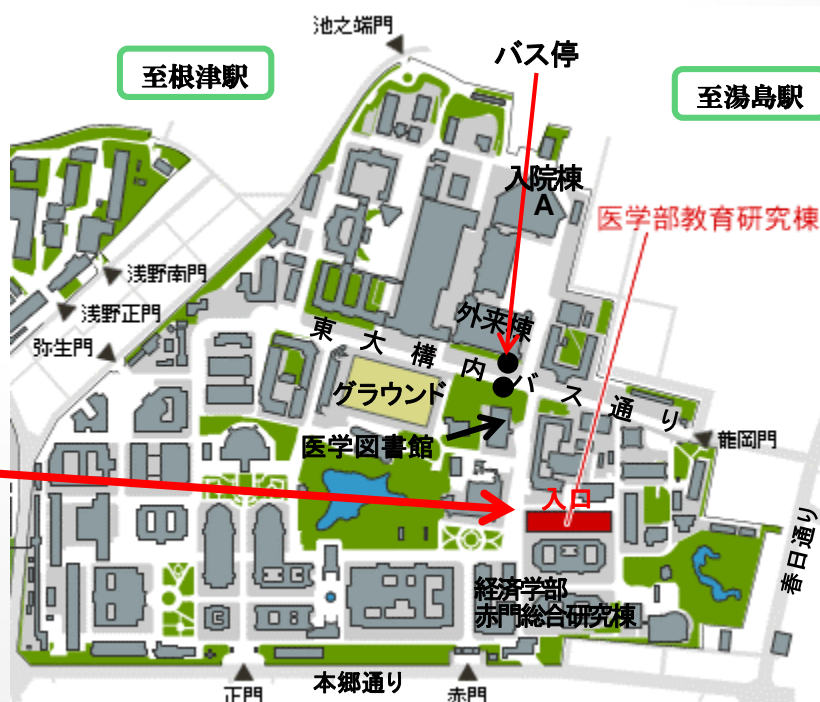 池之端門
バス停
至根津駅
至湯島駅
入院棟
A
医学部教育研究棟
浅野南門
浅野正門
弥生門
外来棟
東大構内バス通り
グラウンド
医学図書館
龍岡門
入口
春日通り
経済学部
赤門総合研究棟
本郷通り
正門
赤門